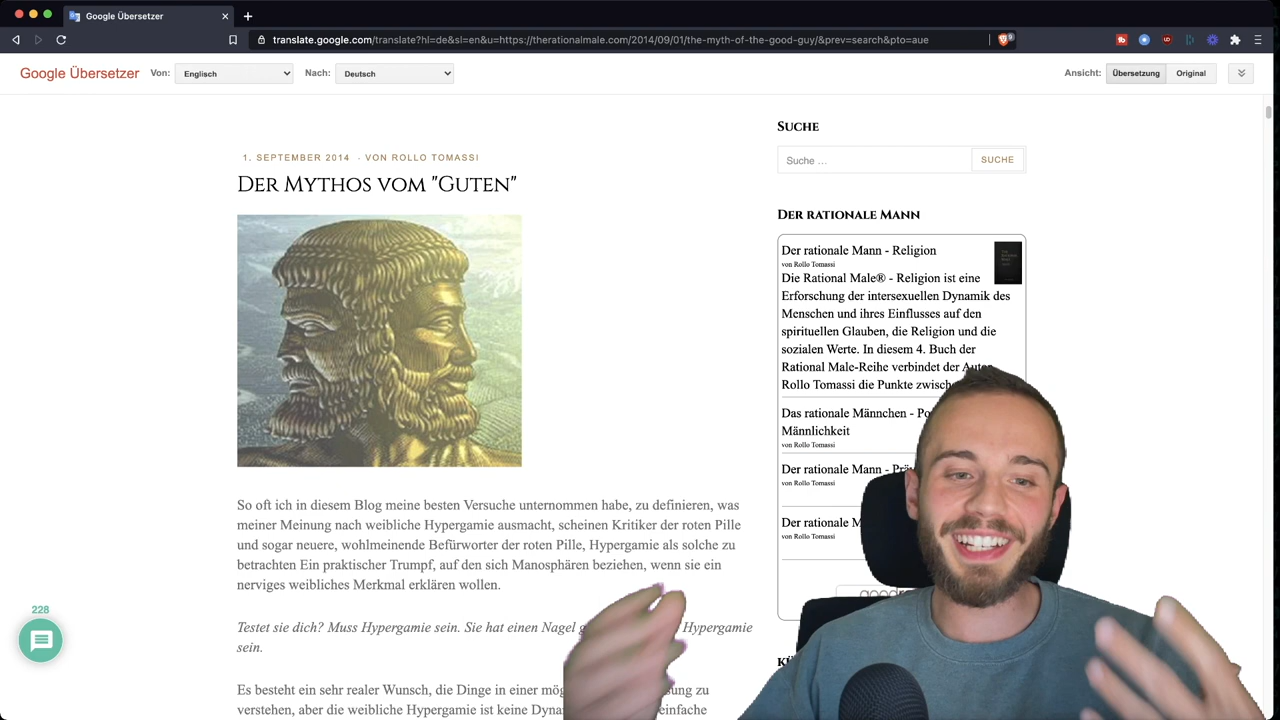 Google Übersetzer
translate.google.com/translate?hl=de&sl=en&u=https://therationalmale.com/2014/09/01/the-myth-of-the-good-guy/&prev=search&pto=aue
Google Übersetzer Von: Englisch Nach: Deutsch Ansicht: Übersetzung Original
1. SEPTEMBER 2014 - VON ROLLO TOMASSI
DER MYTHOS VOM "GUTEN"
So oft ich in diesem Blog meine besten Versuche unternommen habe, zu definieren, was
meiner Meinung nach weibliche Hypergamie ausmacht, scheinen Kritiker der roten Pille
und sogar neuere, wohlmeinende Befürworter der roten Pille, Hypergamie als solche zu
betrachten Ein praktischer Trumpf, auf den sich Manosphären beziehen, wenn sie ein
nerviges weibliches Merkmal erklären wollen.
Testet sie dich? Muss Hypergamie sein. Sie hat einen Nagel Hypergamie
sein.
Es besteht ein sehr realer Wunsch, die Dinge in einer zu
verstehen, aber die weibliche Hypergamie ist keine einfache
228
SUCHE
Suche ... SUCHE
DER RATIONALE MANN
Der rationale Mann - Religion
von Rollo Tomassi
Die Rational Male® - Religion ist eine
Erforschung der intersexuellen Dynamik des
Menschen und ihres Einflusses auf den
spirituellen Glauben, die Religion und die
sozialen Werte. In diesem 4. Buch der
Rational Male-Reihe verbindet der Autor
Rollo Tomassi die Punkte
Das rationale Männchen -
Männlichkeit
von Rollo Tomassi
Der rationale Mann -
von Rollo Tomassi
Der rationale
von Rollo Tomassi